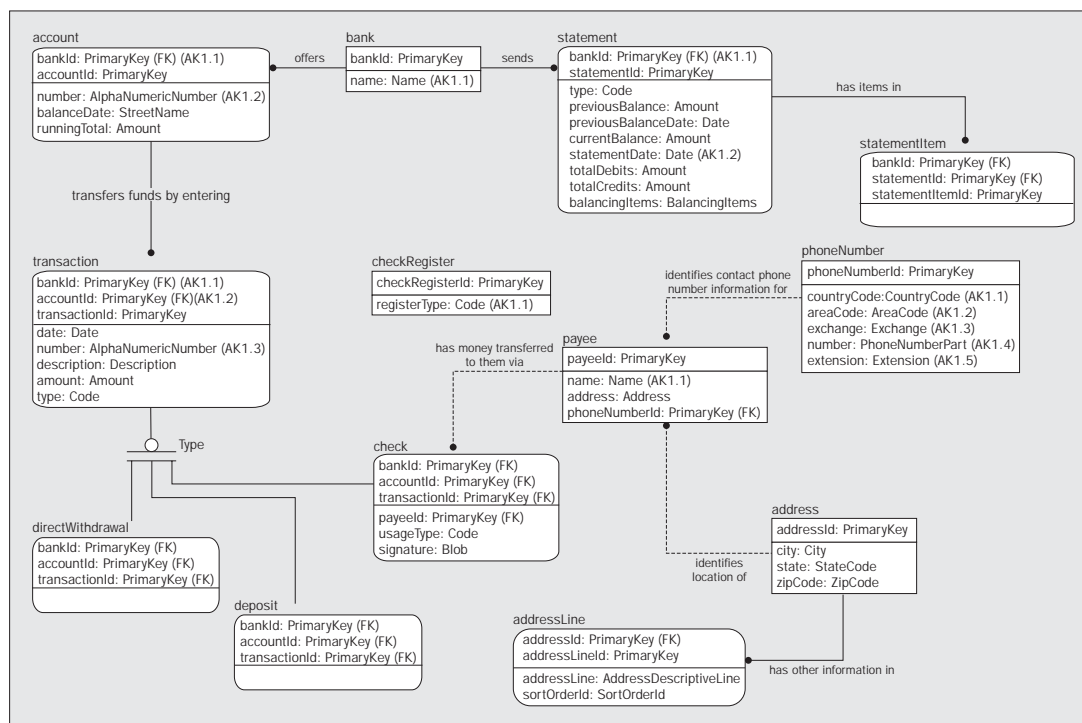 account
bankId: PrimaryKey (FK) (AK1.1)
accountId: PrimaryKey
number: AlphaNumericNumber (AK1.2)
balanceDate: StreetName
runningTotal: Amount
offers
bank
bankId: PrimaryKey
name: Name (AK1.1)
sends
statement
bankId: PrimaryKey (FK) (AK1.1)
statementId: PrimaryKey
type: Code
previousBalance: Amount
previousBalanceDate: Date
currentBalance: Amount
statementDate: Date (AK1.2)
totalDebits: Amount
totalCredits: Amount
balancingItems: BalancingItems
has items in
statementItem
bankId: PrimaryKey (FK)
statementId: PrimaryKey (FK)
statementItemId: PrimaryKey
transfers funds by entering
transaction
bankId: PrimaryKey (FK) (AK1.1)
accountId: PrimaryKey (FK)(AK1.2)
transactionId: PrimaryKey
date: Date
number: AlphaNumericNumber (AK1.3)
description: Description
amount: Amount
type: Code
checkRegister
checkRegisterId: PrimaryKey
registerType: Code (AK1.1)
identifies contact phone
number information for
phoneNumber
phoneNumberId: PrimaryKey
countryCode:CountryCode (AK1.1)
areaCode: AreaCode (AK1.2)
exchange: Exchange (AK1.3)
number: PhoneNumberPart (AK1.4)
extension: Extension (AK1.5)
has money transferred
to them via
payee
payeeId: PrimaryKey
name: Name (AK1.1)
address: Address
phoneNumberId: PrimaryKey (FK)
Type
check
bankId: PrimaryKey (FK)
accountId: PrimaryKey (FK)
transactionId: PrimaryKey (FK)
payeeId: PrimaryKey (FK)
usageType: Code
signature: Blob
directWithdrawal
bankId: PrimaryKey (FK)
accountId: PrimaryKey (FK)
transactionId: PrimaryKey (FK)
deposit
bankId: PrimaryKey (FK)
accountId: PrimaryKey (FK)
transactionId: PrimaryKey (FK)
identifies
location of
address
addressId: PrimaryKey
city: City
state: StateCode
zipCode: ZipCode
addressLine
addressId: PrimaryKey (FK)
addressLineId: PrimaryKey
addressLine: AddressDescriptiveLine
sortOrderId: SortOrderId
has other information in